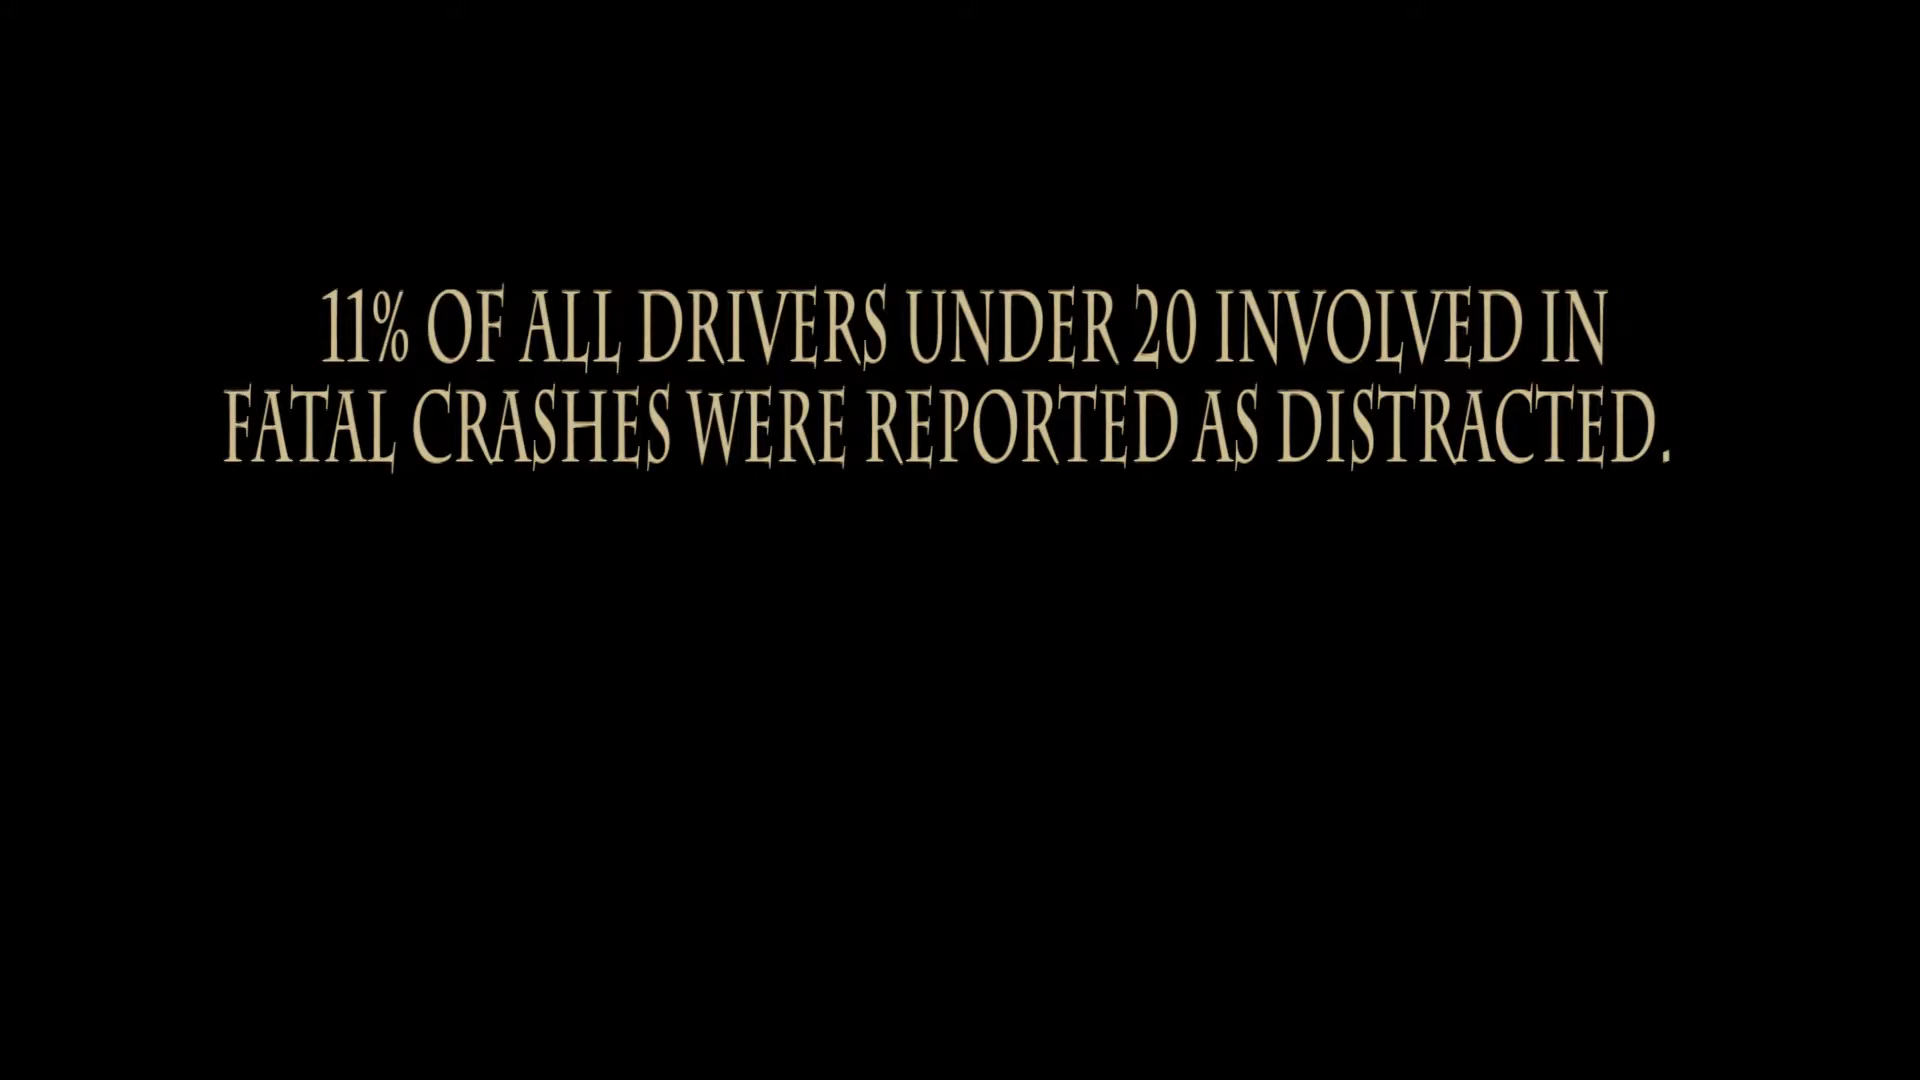 11% OF ALL DRIVERS UNDER 20 INVOLVED IN
FATAL CRASHES WERE REPORTED AS DISTRACTED.